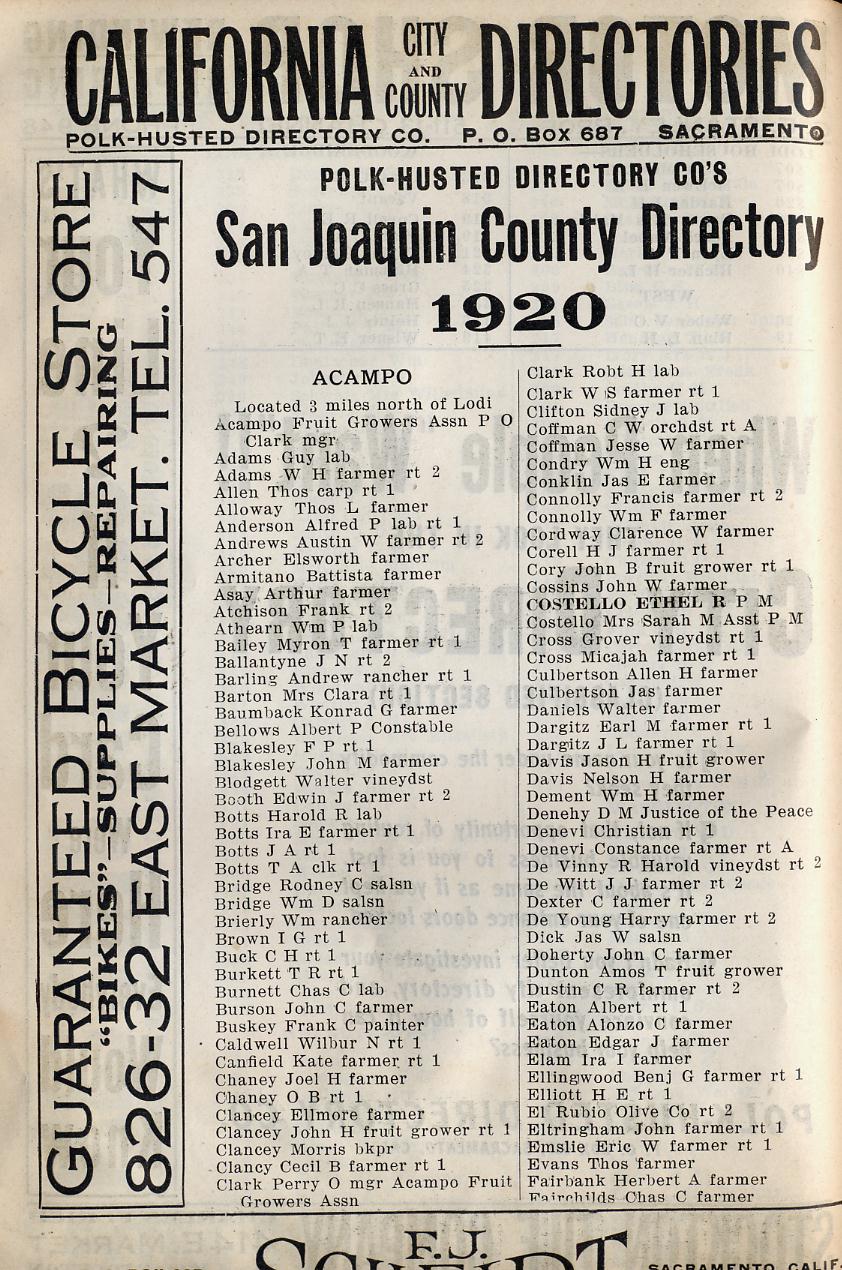 CALIFORNIA CITY AND COUNTY DIRECTORIES
POLK-HUSTED DIRECTORY CO. P. O. BOX 687 SACRAMENTO
GUARANTEED BICYCLE STORE
"BIKES"—SUPPLIES—REPAIRING
826-32 EAST MARKET. TEL. 547
POLK-HUSTED DIRECTORY CO'S
San Joaquin County Directory
1920
ACAMPO
Located 3 miles north of Lodi
Acampo Fruit Growers Assn P O
Clark mgr
Adams Guy lab
Adams W H farmer rt 2
Allen Thos carp rt 1
Alloway Thos L farmer
Anderson Alfred P lab rt 1
Andrews Austin W farmer rt 2
Archer Elsworth farmer
Armitano Battista farmer
Asay Arthur farmer
Atchison Frank rt 2
Athearn Wm P lab
Bailey Myron T farmer rt 1
Ballantyne J N rt 2
Barling Andrew rancher rt 1
Barton Mrs Clara rt 1
Baumback Konrad G farmer
Bellows Albert P Constable
Blakesley F P rt 1
Blakesley John M farmer
Blodgett Walter vineydst
Booth Edwin J farmer rt 2
Botts Harold R lab
Botts Ira E farmer rt 1
Botts J A rt 1
Botts T A clk rt 1
Bridge Rodney C salsn
Bridge Wm D salsn
Brierly Wm rancher
Brown I G rt 1
Buck C H rt 1
Burkett T R rt 1
Burnett Chas C lab
Burson John C farmer
Buskey Frank C painter
Caldwell Wilbur N rt 1
Canfield Kate farmer rt 1
Chaney Joel H farmer
Chaney O B rt 1
Clancey Ellmore farmer
Clancey John H fruit grower rt 1
Clancey Morris bkpr
Clancy Cecil B farmer rt 1
Clark Perry O mgr Acampo Fruit
Growers Assn
Clark Robt H lab
Clark W S farmer rt 1
Clifton Sidney J lab
Coffman C W orchdst rt A
Coffman Jesse W farmer
Condry Wm H eng
Conklin Jas E farmer
Connolly Francis farmer rt 2
Connolly Wm F farmer
Cordway Clarence W farmer
Corell H J farmer rt 1
Cory John B fruit grower rt 1
Cossins John W farmer
COSTELLO ETHEL R P M
Costello Mrs Sarah M Asst P M
Cross Grover vineydst rt 1
Cross Micajah farmer rt 1
Culbertson Allen H farmer
Culbertson Jas farmer
Daniels Walter farmer
Dargitz Earl M farmer rt 1
Dargitz J L farmer rt 1
Davis Jason H fruit grower
Davis Nelson H farmer
Dement Wm H farmer
Denehy D M Justice of the Peace
Denevi Christian rt 1
Denevi Constance farmer rt A
De Vinny R Harold vineydst rt 2
De Witt J J farmer rt 2
Dexter C farmer rt 2
De Young Harry farmer rt 2
Dick Jas W salsn
Doherty John C farmer
Dunton Amos T fruit grower
Dustin C R farmer rt 2
Eaton Albert rt 1
Eaton Alonzo C farmer
Eaton Edgar J farmer
Elam Ira I farmer
Ellingwood Benj G farmer rt 1
Elliott H E rt 1
El Rubio Olive Co rt 2
Eltringham John farmer rt 1
Emslie Eric W farmer rt 1
Evans Thos farmer
Fairbank Herbert A farmer
Fairchilds Chas C farmer
F. J.